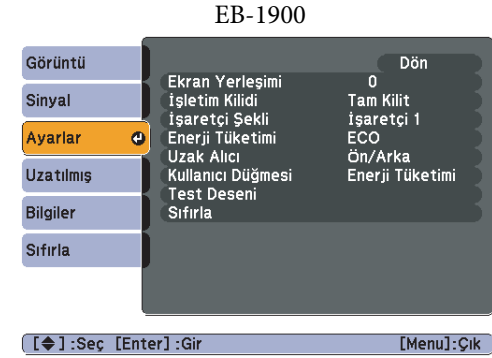 EB-1900
Görüntü
Sinyal
Ayarlar
Uzatılmış
Bilgiler
Sıfırla
Dön
Ekran Yerleşimi 0
İşletim Kilidi Tam Kilit
İşaretçi Şekli İşaretçi 1
Enerji Tüketimi ECO
Uzak Alıcı Ön/Arka
Kullanıcı Düğmesi Enerji Tüketimi
Test Deseni
Sıfırla
[◆] :Seç [Enter] :Gir [Menu]:Çık